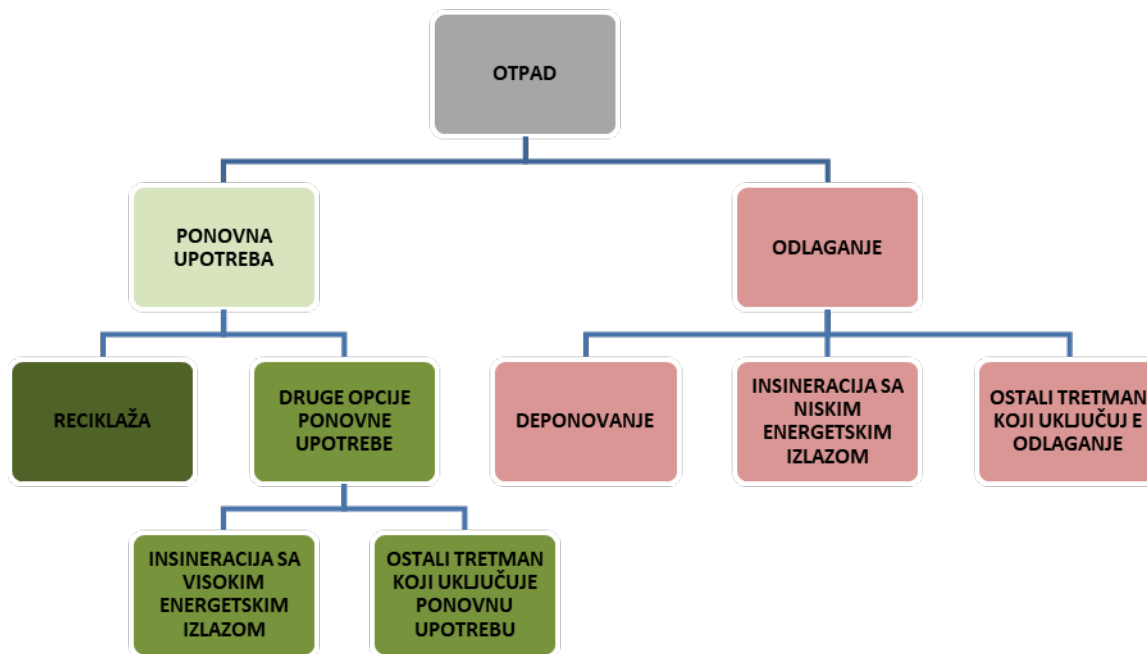 OTPAD
PONOVNA
UPOTREBA
ODLAGANJE
RECIKLAŽA
DRUGE OPCIJE
PONOVNE
UPOTREBE
DEPONOVANJE
INSINERACIJA SA
NISKIM
ENERGETSKIM
IZLAZOM
OSTALI TRETMAN
KOJI UKLJUČUJ E
ODLAGANJE
INSINERACIJA SA
VISOKIM
ENERGETSKIM
IZLAZOM
OSTALI TRETMAN
KOJI UKLJUČUJE
PONOVNU
UPOTREBU